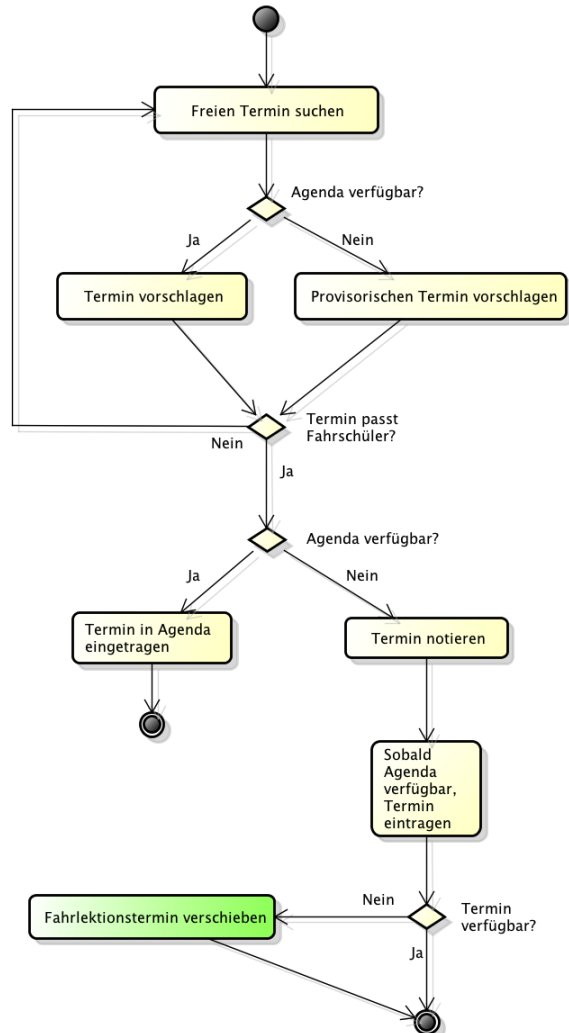 Freien Termin suchen
Agenda verfügbar?
Ja
Nein
Termin vorschlagen
Provisorischen Termin vorschlagen
Termin passt
Fahrschüler?
Nein
Ja
Agenda verfügbar?
Ja
Nein
Termin in Agenda
eingetragen
Termin notieren
Sobald
Agenda
verfügbar,
Termin
eintragen
Nein
Termin
verfügbar?
Fahrlektionstermin verschieben
Ja